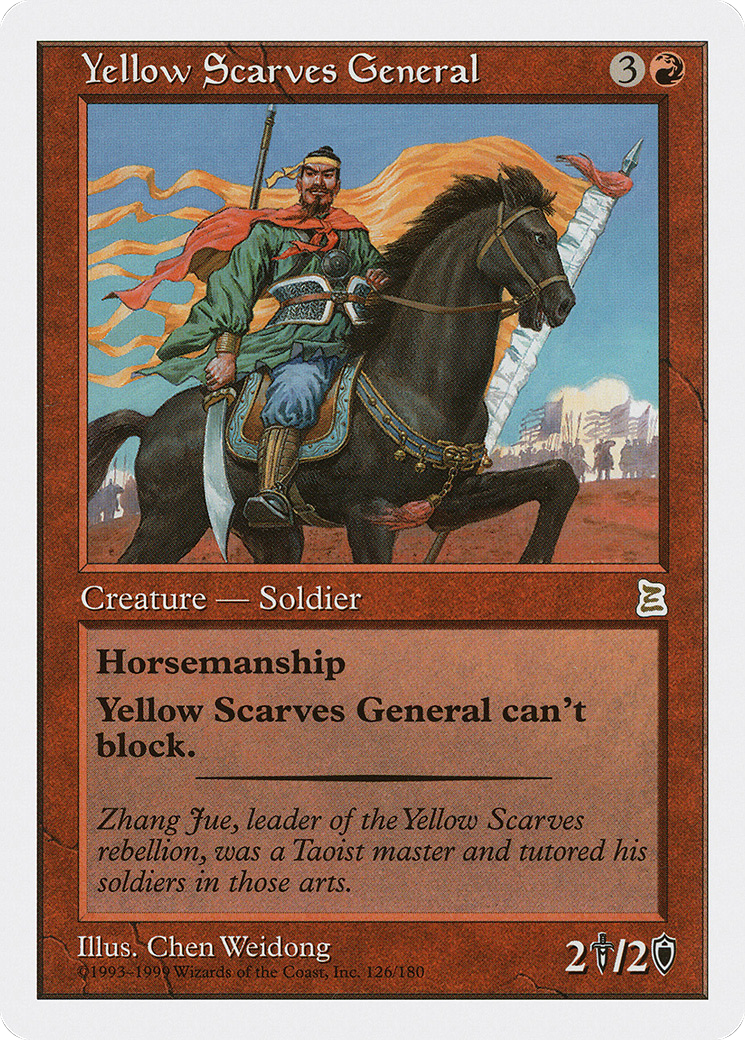 Yellow Scarves General 3
Creature — Soldier
Horsemanship
Yellow Scarves General can't
block.
Zhang Jue, leader of the Yellow Scarves
rebellion, was a Taoist master and tutored his
soldiers in those arts.
Illus. Chen Weidong
©1993–1999 Wizards of the Coast, Inc. 126/180
2/2